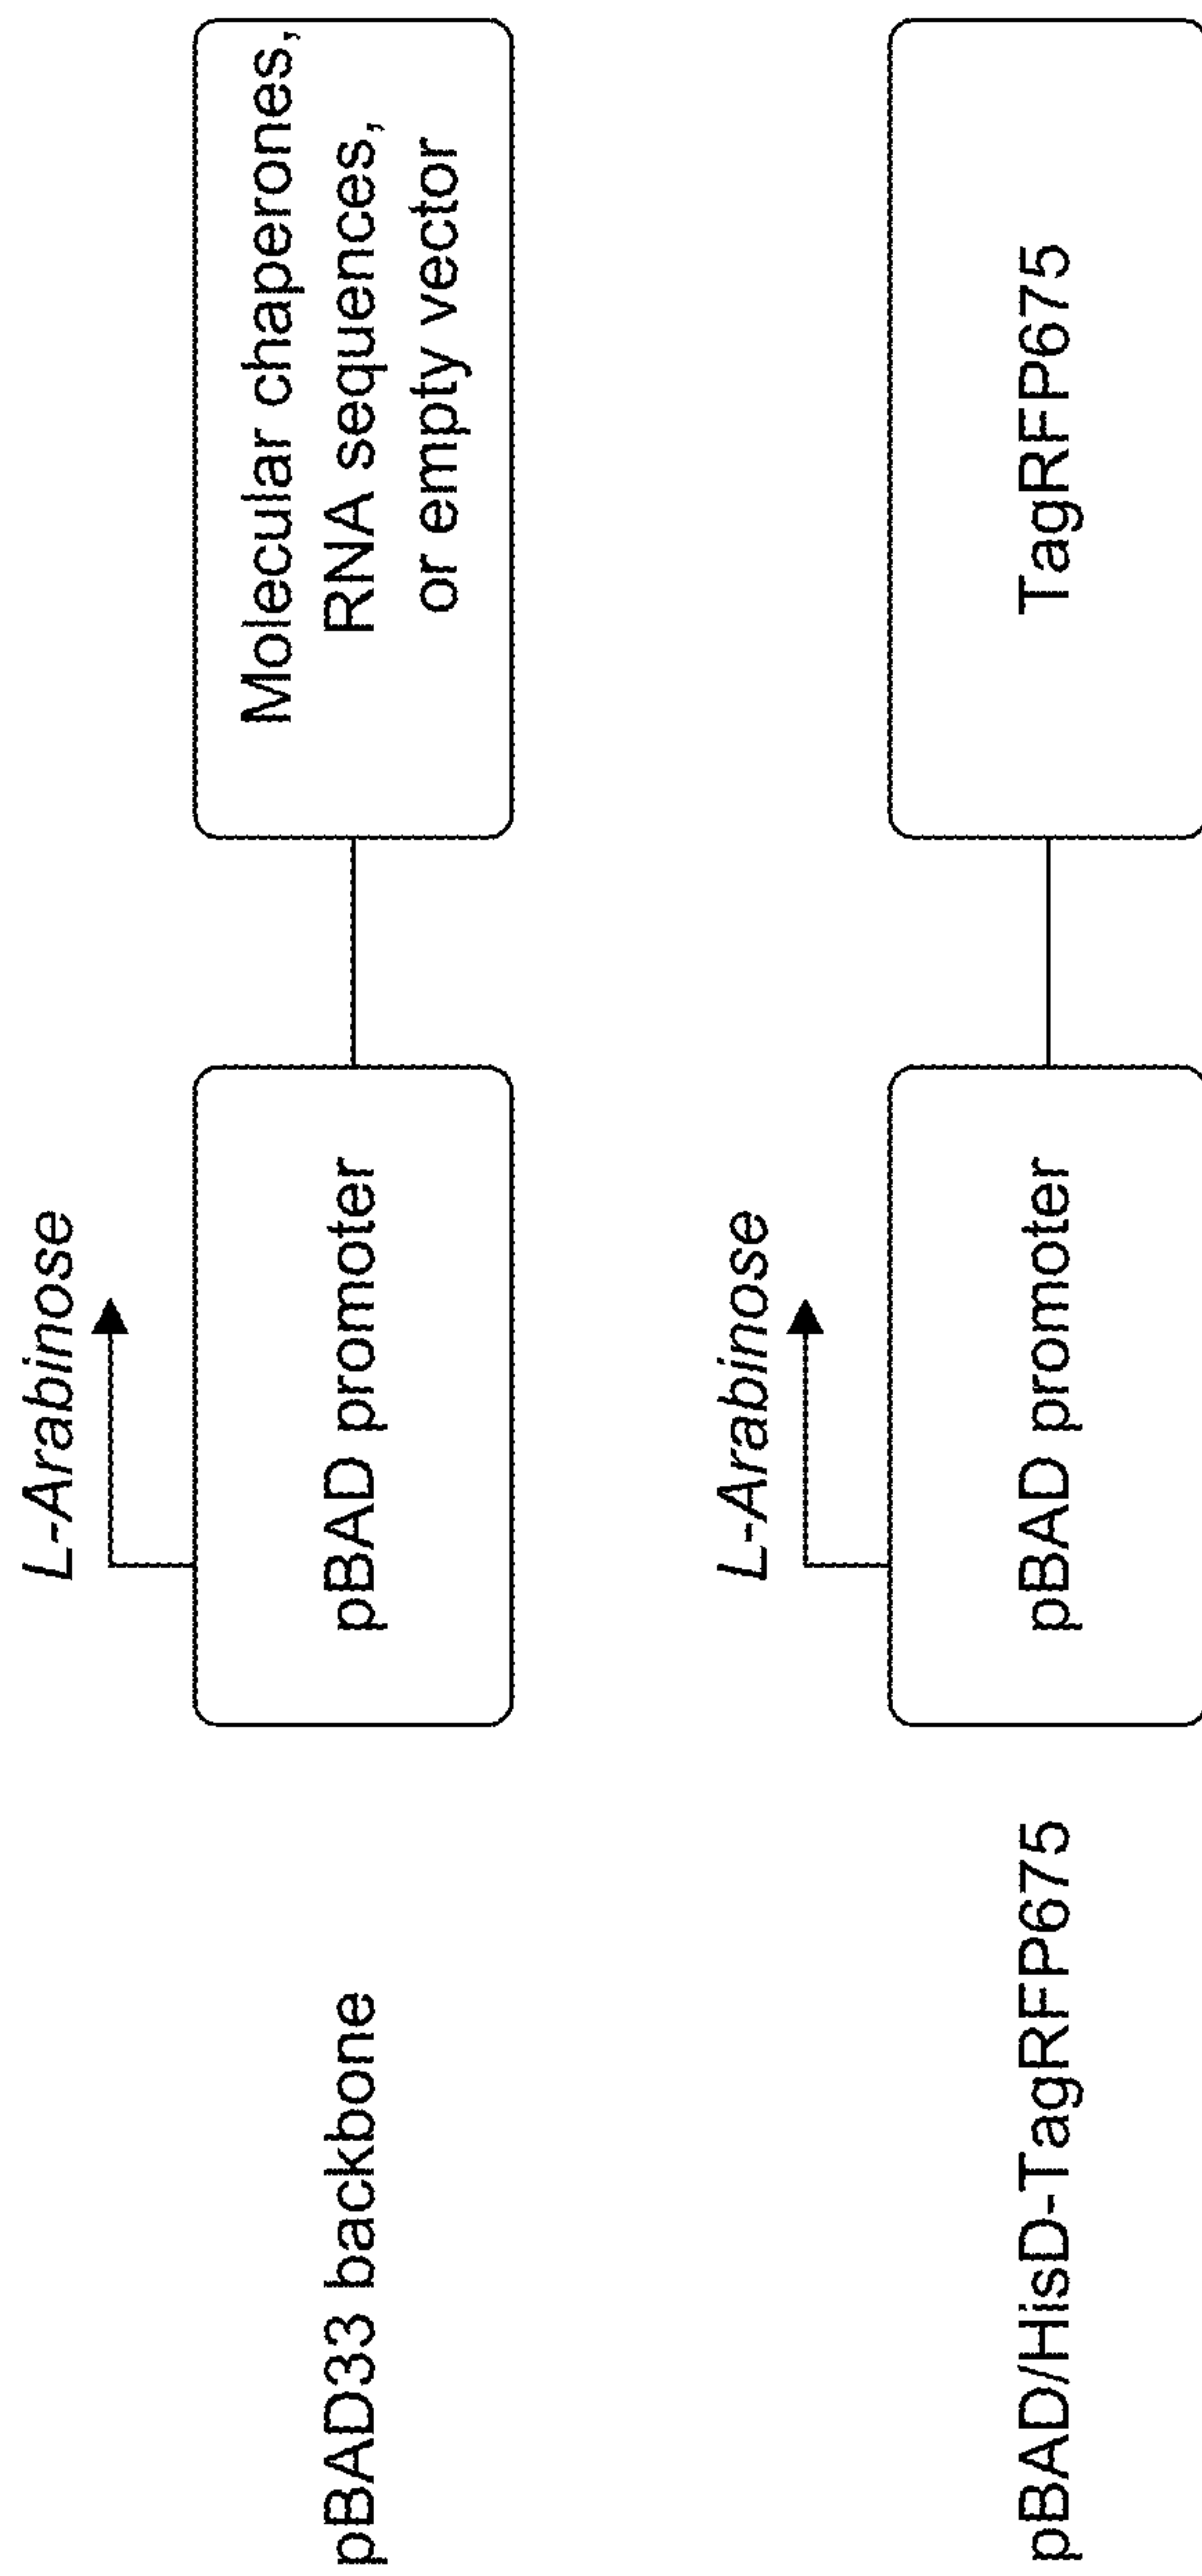 L-Arabinose
pBAD33 backbone
pBAD promoter
Molecular chaperones,
RNA sequences,
or empty vector
L-Arabinose
pBAD/HisD-TagRFP675
pBAD promoter
TagRFP675